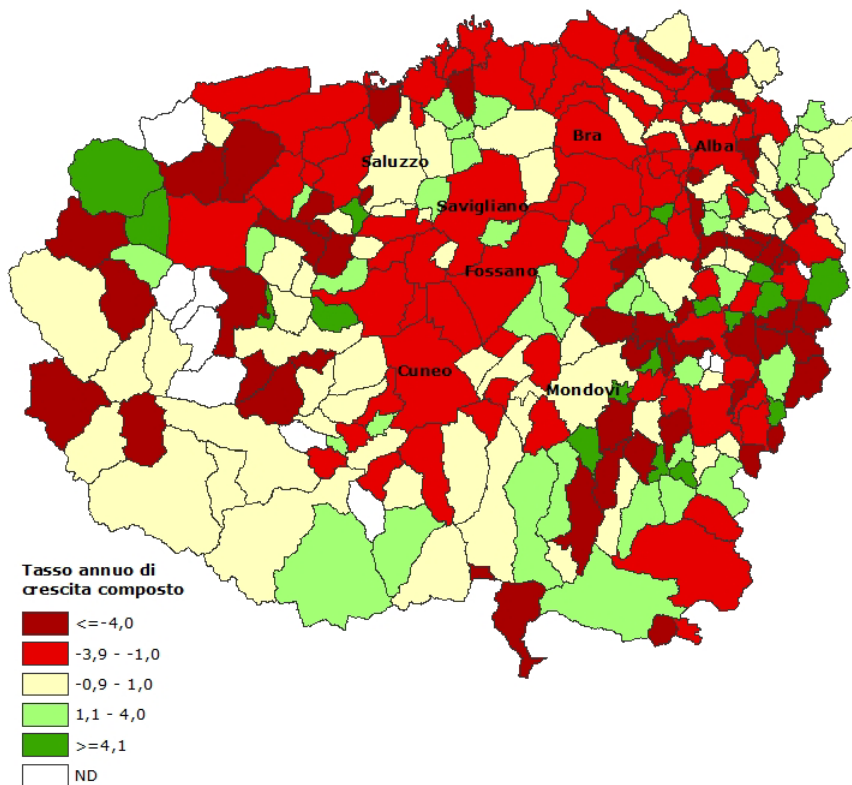 Bra
Alba
Saluzzo
Savigliano
Fossano
Cuneo
Mondovì
Tasso annuo di
crescita composto
<=-4,0
-3,9 - -1,0
-0,9 - 1,0
1,1 - 4,0
>=4,1
ND